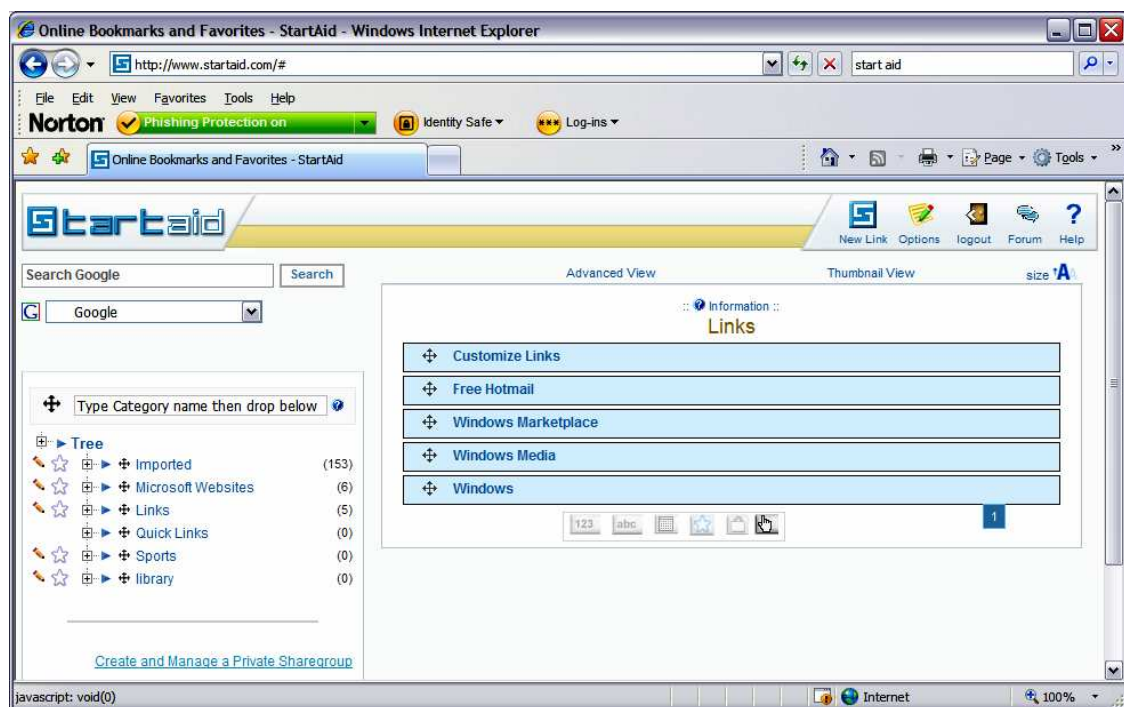 Online Bookmarks and Favorites - StartAid - Windows Internet Explorer
http://www.startaid.com/#
start aid
File Edit View Favorites Tools Help
Norton Phishing Protection on Identity Safe Log-ins
Online Bookmarks and Favorites - StartAid
Page Tools »
Startaid
New Link Options logout Forum Help
Search Google Search
Advanced View Thumbnail View size A
G Google
:: Information ::
Links
Customize Links
Free Hotmail
Windows Marketplace
Windows Media
Windows
123 abc 1
Type Category name then drop below
Tree
Imported (153)
Microsoft Websites (6)
Links (5)
Quick Links (0)
Sports (0)
library (0)
Create and Manage a Private Sharegroup
javascript: void(0) Internet 100%